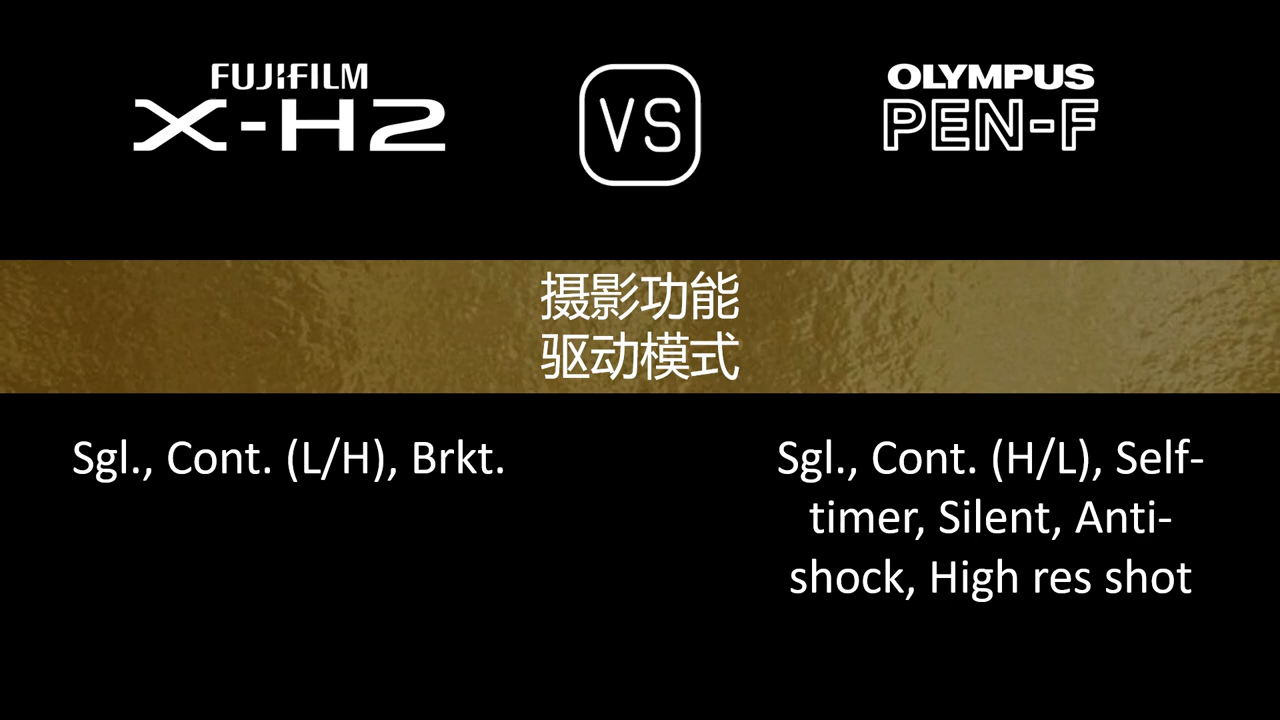 FUJIFILM
X-H2
VS
OLYMPUS
PEN-F
摄影功能
驱动模式
Sgl., Cont. (L/H), Brkt.
Sgl., Cont. (H/L), Self-
timer, Silent, Anti-
shock, High res shot